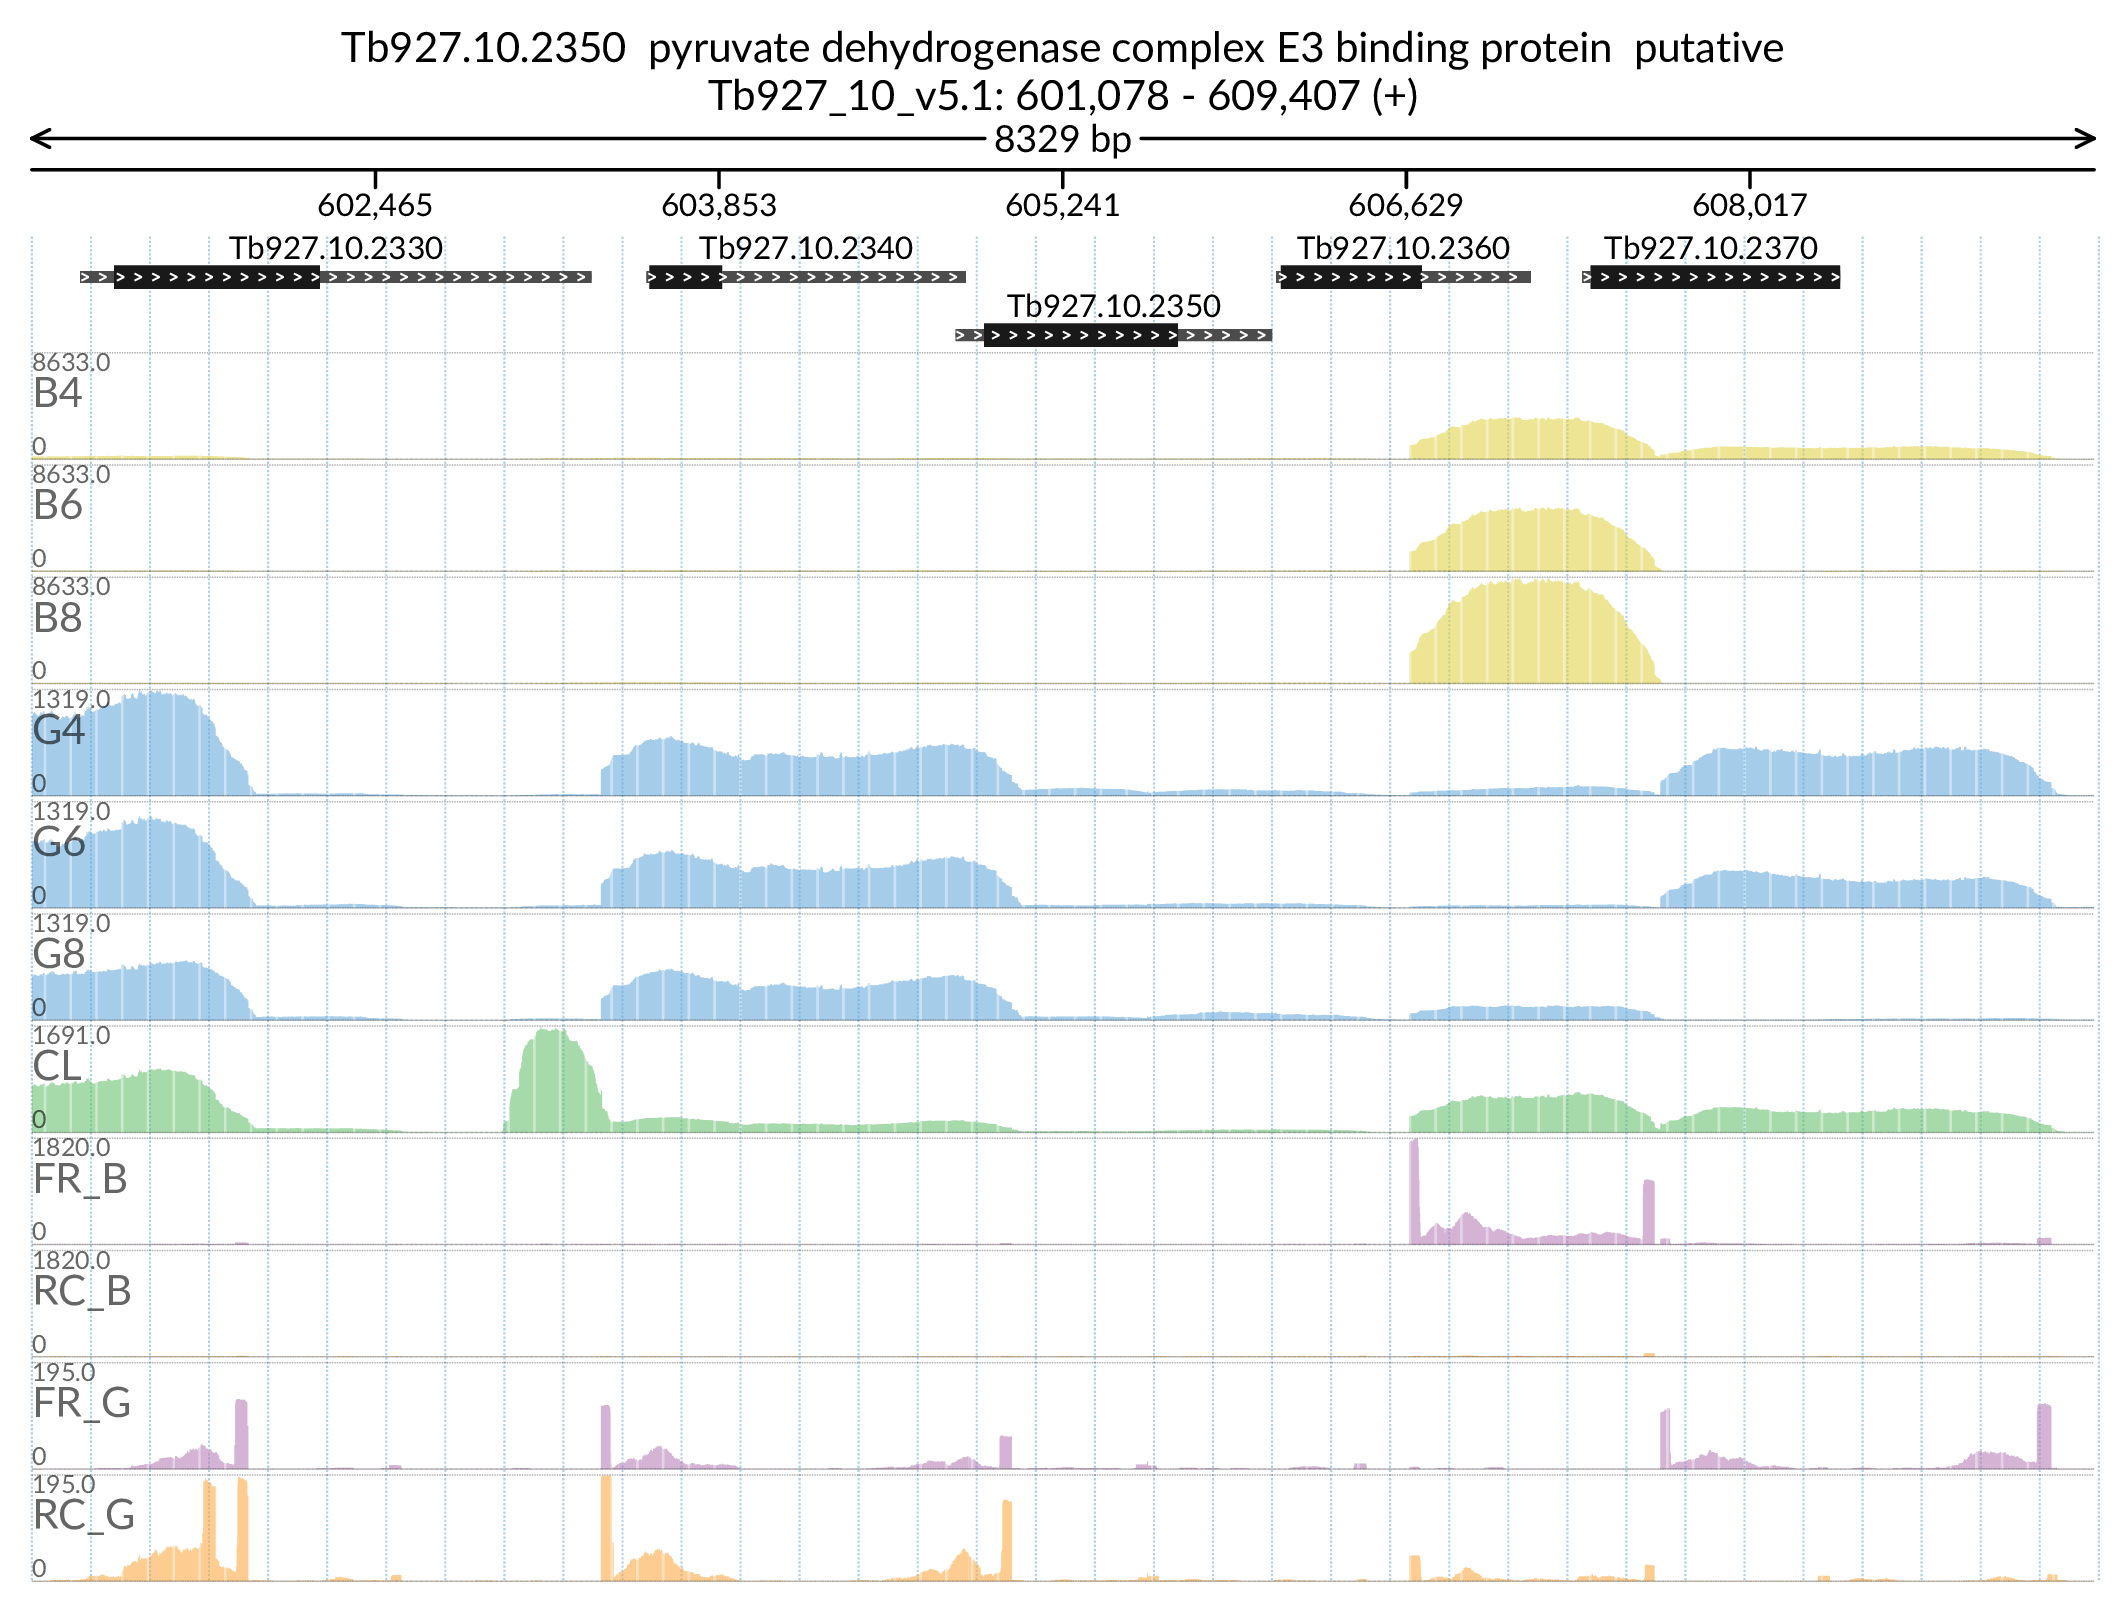 Tb927.10.2350  pyruvate dehydrogenase complex E3 binding protein  putative
Tb927_10_v5.1: 601,078 - 609,407 (+)
8329 bp
602,465 603,853 605,241 606,629 608,017
Tb927.10.2330 Tb927.10.2340 Tb927.10.2360 Tb927.10.2370
Tb927.10.2350
8633.0
B4
0
8633.0
B6
0
8633.0
B8
0
1319.0
G4
0
1319.0
G6
0
1319.0
G8
0
1691.0
CL
0
1820.0
FR_B
0
1820.0
RC_B
0
195.0
FR_G
0
195.0
RC_G
0